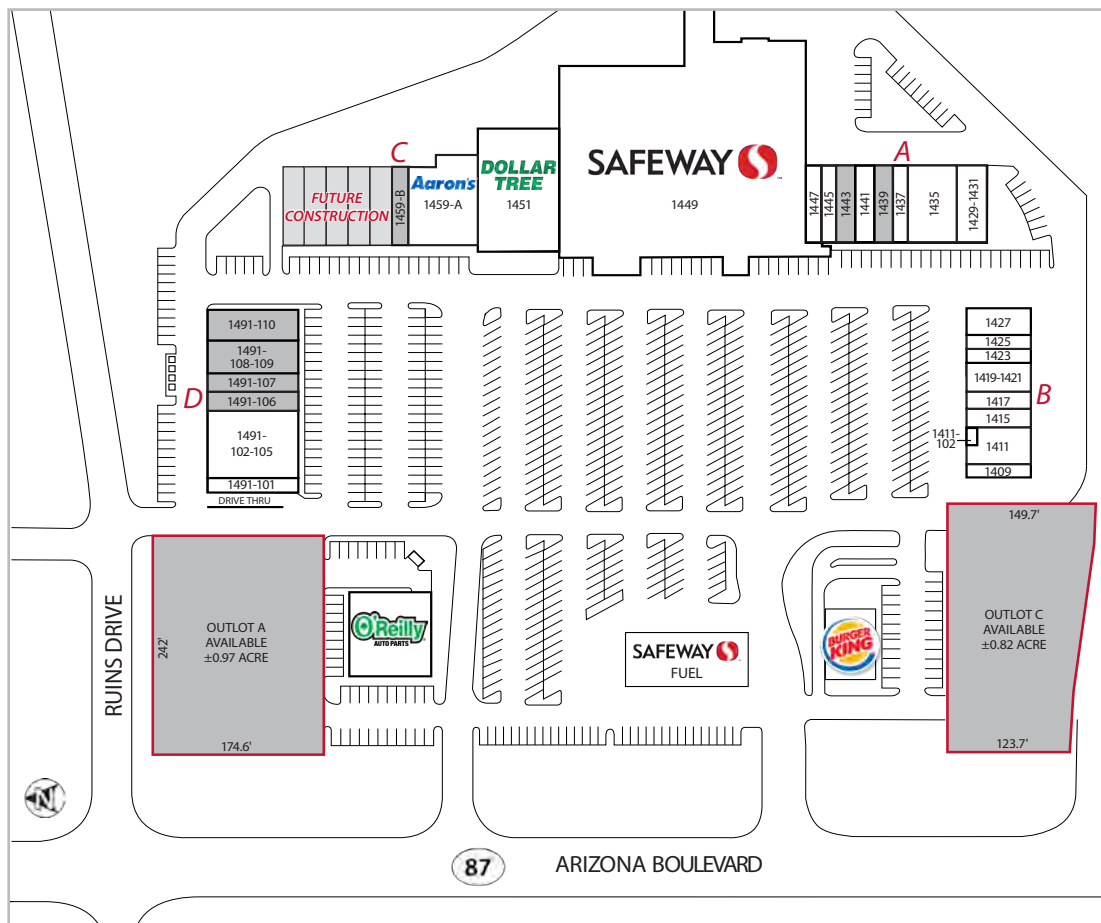 C
A
FUTURE
CONSTRUCTION
1459-B
Aaron's
1459-A
DOLLAR
TREE
1451
SAFEWAY
1449
1447
1445
1443
1441
1439
1437
1435
1429-1431
D
1491-110
1491-
108-109
1491-107
1491-106
1491-
102-105
1491-101
DRIVE THRU
B
1427
1425
1423
1419-1421
1417
1415
1411-
102
1411
1409
RUINS DRIVE
242'
OUTLOT A
AVAILABLE
±0.97 ACRE
174.6'
O'Reilly
AUTO PARTS
SAFEWAY
FUEL
BURGER
KING
149.7'
OUTLOT C
AVAILABLE
±0.82 ACRE
123.7'
N
87
ARIZONA BOULEVARD